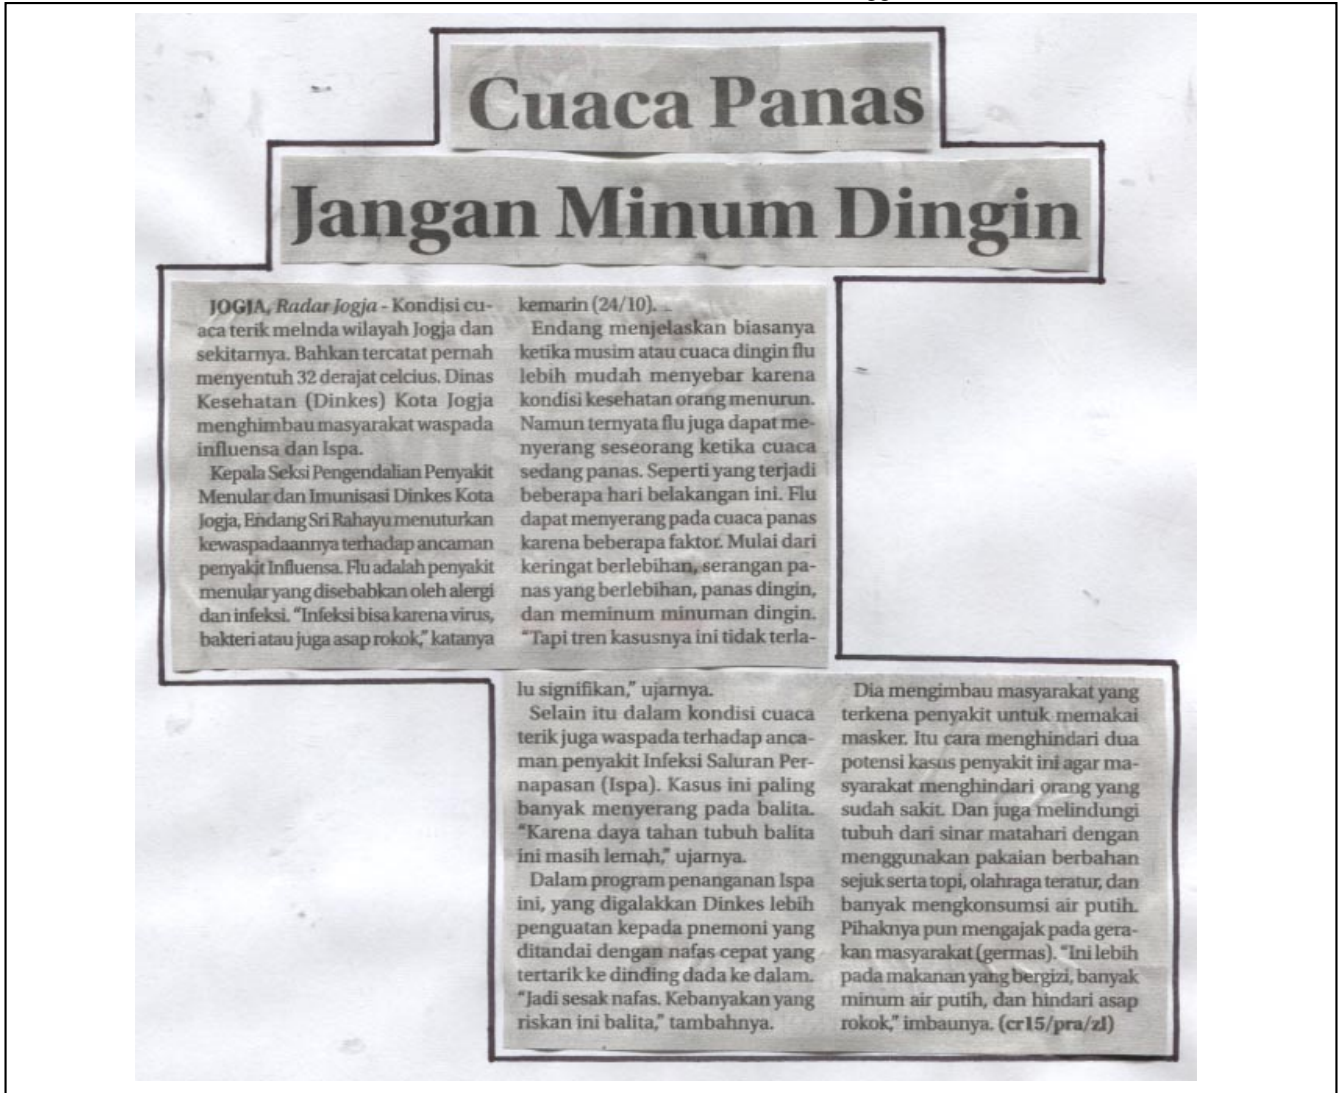 Cuaca Panas
Jangan Minum Dingin
JOGJA, Radar Jogja - Kondisi cu-
aca terik melnda wilayah Jogja dan
sekitarnya. Bahkan tercatat pernah
menyentuh 32 derajat celcius. Dinas
Kesehatan (Dinkes) Kota Jogja
menghimbau masyarakat waspada
influensa dan Ispa.
Kepala Seksi Pengendalian Penyakit
Menular dan Imunisasi Dinkes Kota
Jogja, Endang Sri Rahayu menuturkan
kewaspadaannya terhadap ancaman
penyakit Influensa. Flu adalah penyakit
menular yang disebabkan oleh alergi
dan infeksi. "Infeksi bisa karena virus,
bakteri atau juga asap rokok," katanya
kemarin (24/10).
Endang menjelaskan biasanya
ketika musim atau cuaca dingin flu
lebih mudah menyebar karena
kondisi kesehatan orang menurun.
Namun ternyata flu juga dapat me-
nyerang seseorang ketika cuaca
sedang panas. Seperti yang terjadi
beberapa hari belakangan ini. Flu
dapat menyerang pada cuaca panas
karena beberapa faktor. Mulai dari
keringat berlebihan, serangan pa-
nas yang berlebihan, panas dingin,
dan meminum minuman dingin.
"Tapi tren kasusnya ini tidak terla-
lu signifikan," ujarnya.
Selain itu dalam kondisi cuaca
terik juga waspada terhadap anca-
man penyakit Infeksi Saluran Per-
napasan (Ispa). Kasus ini paling
banyak menyerang pada balita.
"Karena daya tahan tubuh balita
ini masih lemah," ujarnya.
Dalam program penanganan Ispa
ini, yang digalakkan Dinkes lebih
penguatan kepada pnemoni yang
ditandai dengan nafas cepat yang
tertarik ke dinding dada ke dalam.
"Jadi sesak nafas. Kebanyakan yang
riskan ini balita," tambahnya.
Dia mengimbau masyarakat yang
terkena penyakit untuk memakai
masker. Itu cara menghindari dua
potensi kasus penyakit ini agar ma-
syarakat menghindari orang yang
sudah sakit. Dan juga melindungi
tubuh dari sinar matahari dengan
menggunakan pakaian berbahan
sejuk serta topi, olahraga teratur, dan
banyak mengkonsumsi air putih.
Pihaknya pun mengajak pada gera-
kan masyarakat (germas). "Ini lebih
pada makanan yang bergizi, banyak
minum air putih, dan hindari asap
rokok," imbaunya. (cr15/pra/zl)